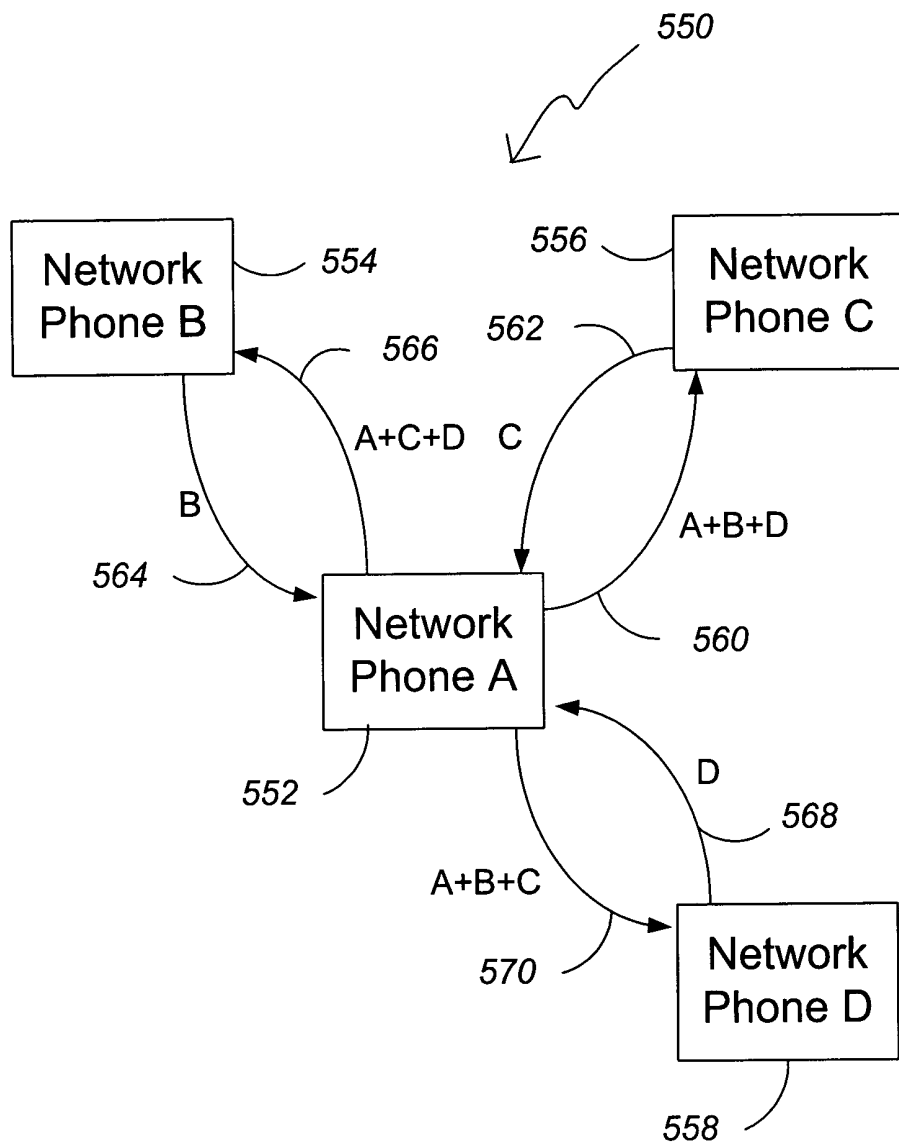 550
Network
Phone B
554
556
Network
Phone C
562
566
A+C+D
C
B
A+B+D
564
Network
Phone A
560
552
D
568
A+B+C
570
Network
Phone D
558